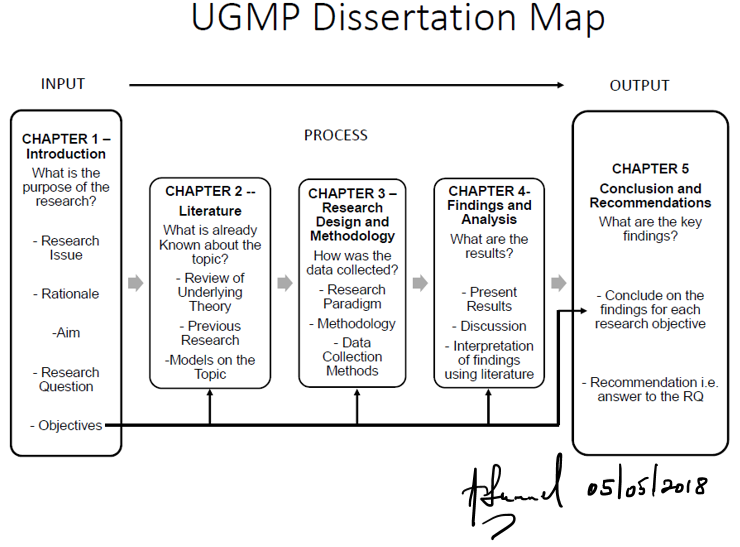 UGMP Dissertation Map
INPUT
OUTPUT
PROCESS
CHAPTER 1 –
Introduction
What is the
purpose of the
research?
- Research
Issue
- Rationale
-Aim
- Research
Question
- Objectives
CHAPTER 2 --
Literature
What is already
Known about the
topic?
- Review of
Underlying
Theory
- Previous
Research
-Models on the
Topic
CHAPTER 3 –
Research
Design and
Methodology
How was the
data collected?
- Research
Paradigm
- Methodology
- Data
Collection
Methods
CHAPTER 4-
Findings and
Analysis
What are the
results?
- Present
Results
- Discussion
- Interpretation
of findings
using literature
CHAPTER 5
Conclusion and
Recommendations
What are the key
findings?
- Conclude on the
findings for each
research objective
- Recommendation i.e.
answer to the RQ
05/05/2018